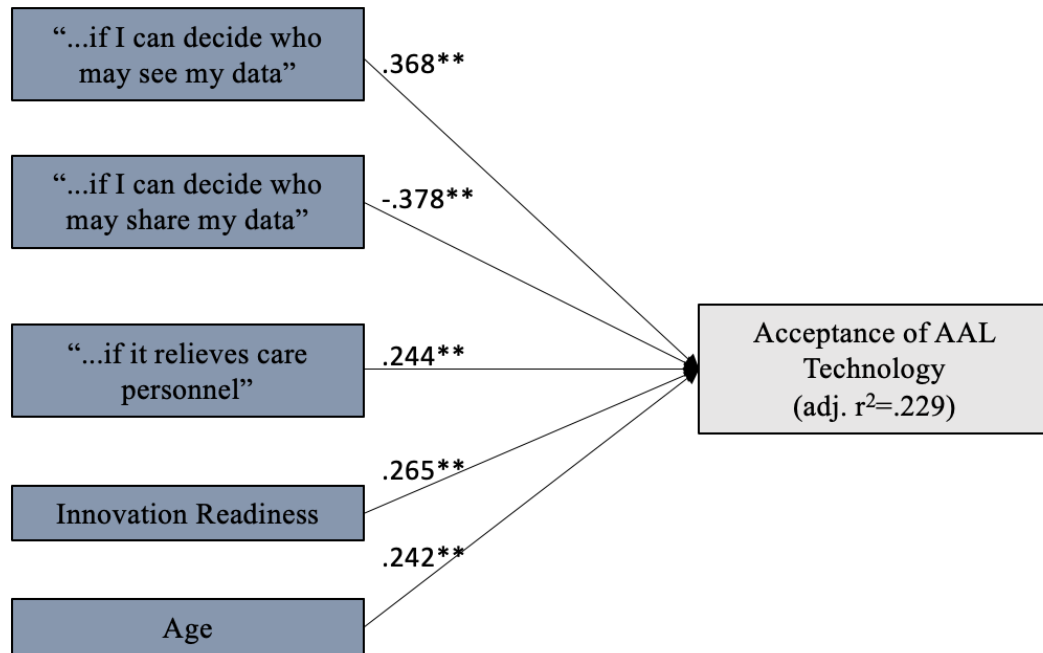 “...if I can decide who
may see my data”
.368**
“...if I can decide who
may share my data”
-.378**
“...if it relieves care
personnel”
.244**
Innovation Readiness
.265**
Age
.242**
Acceptance of AAL
Technology
(adj. r²=.229)